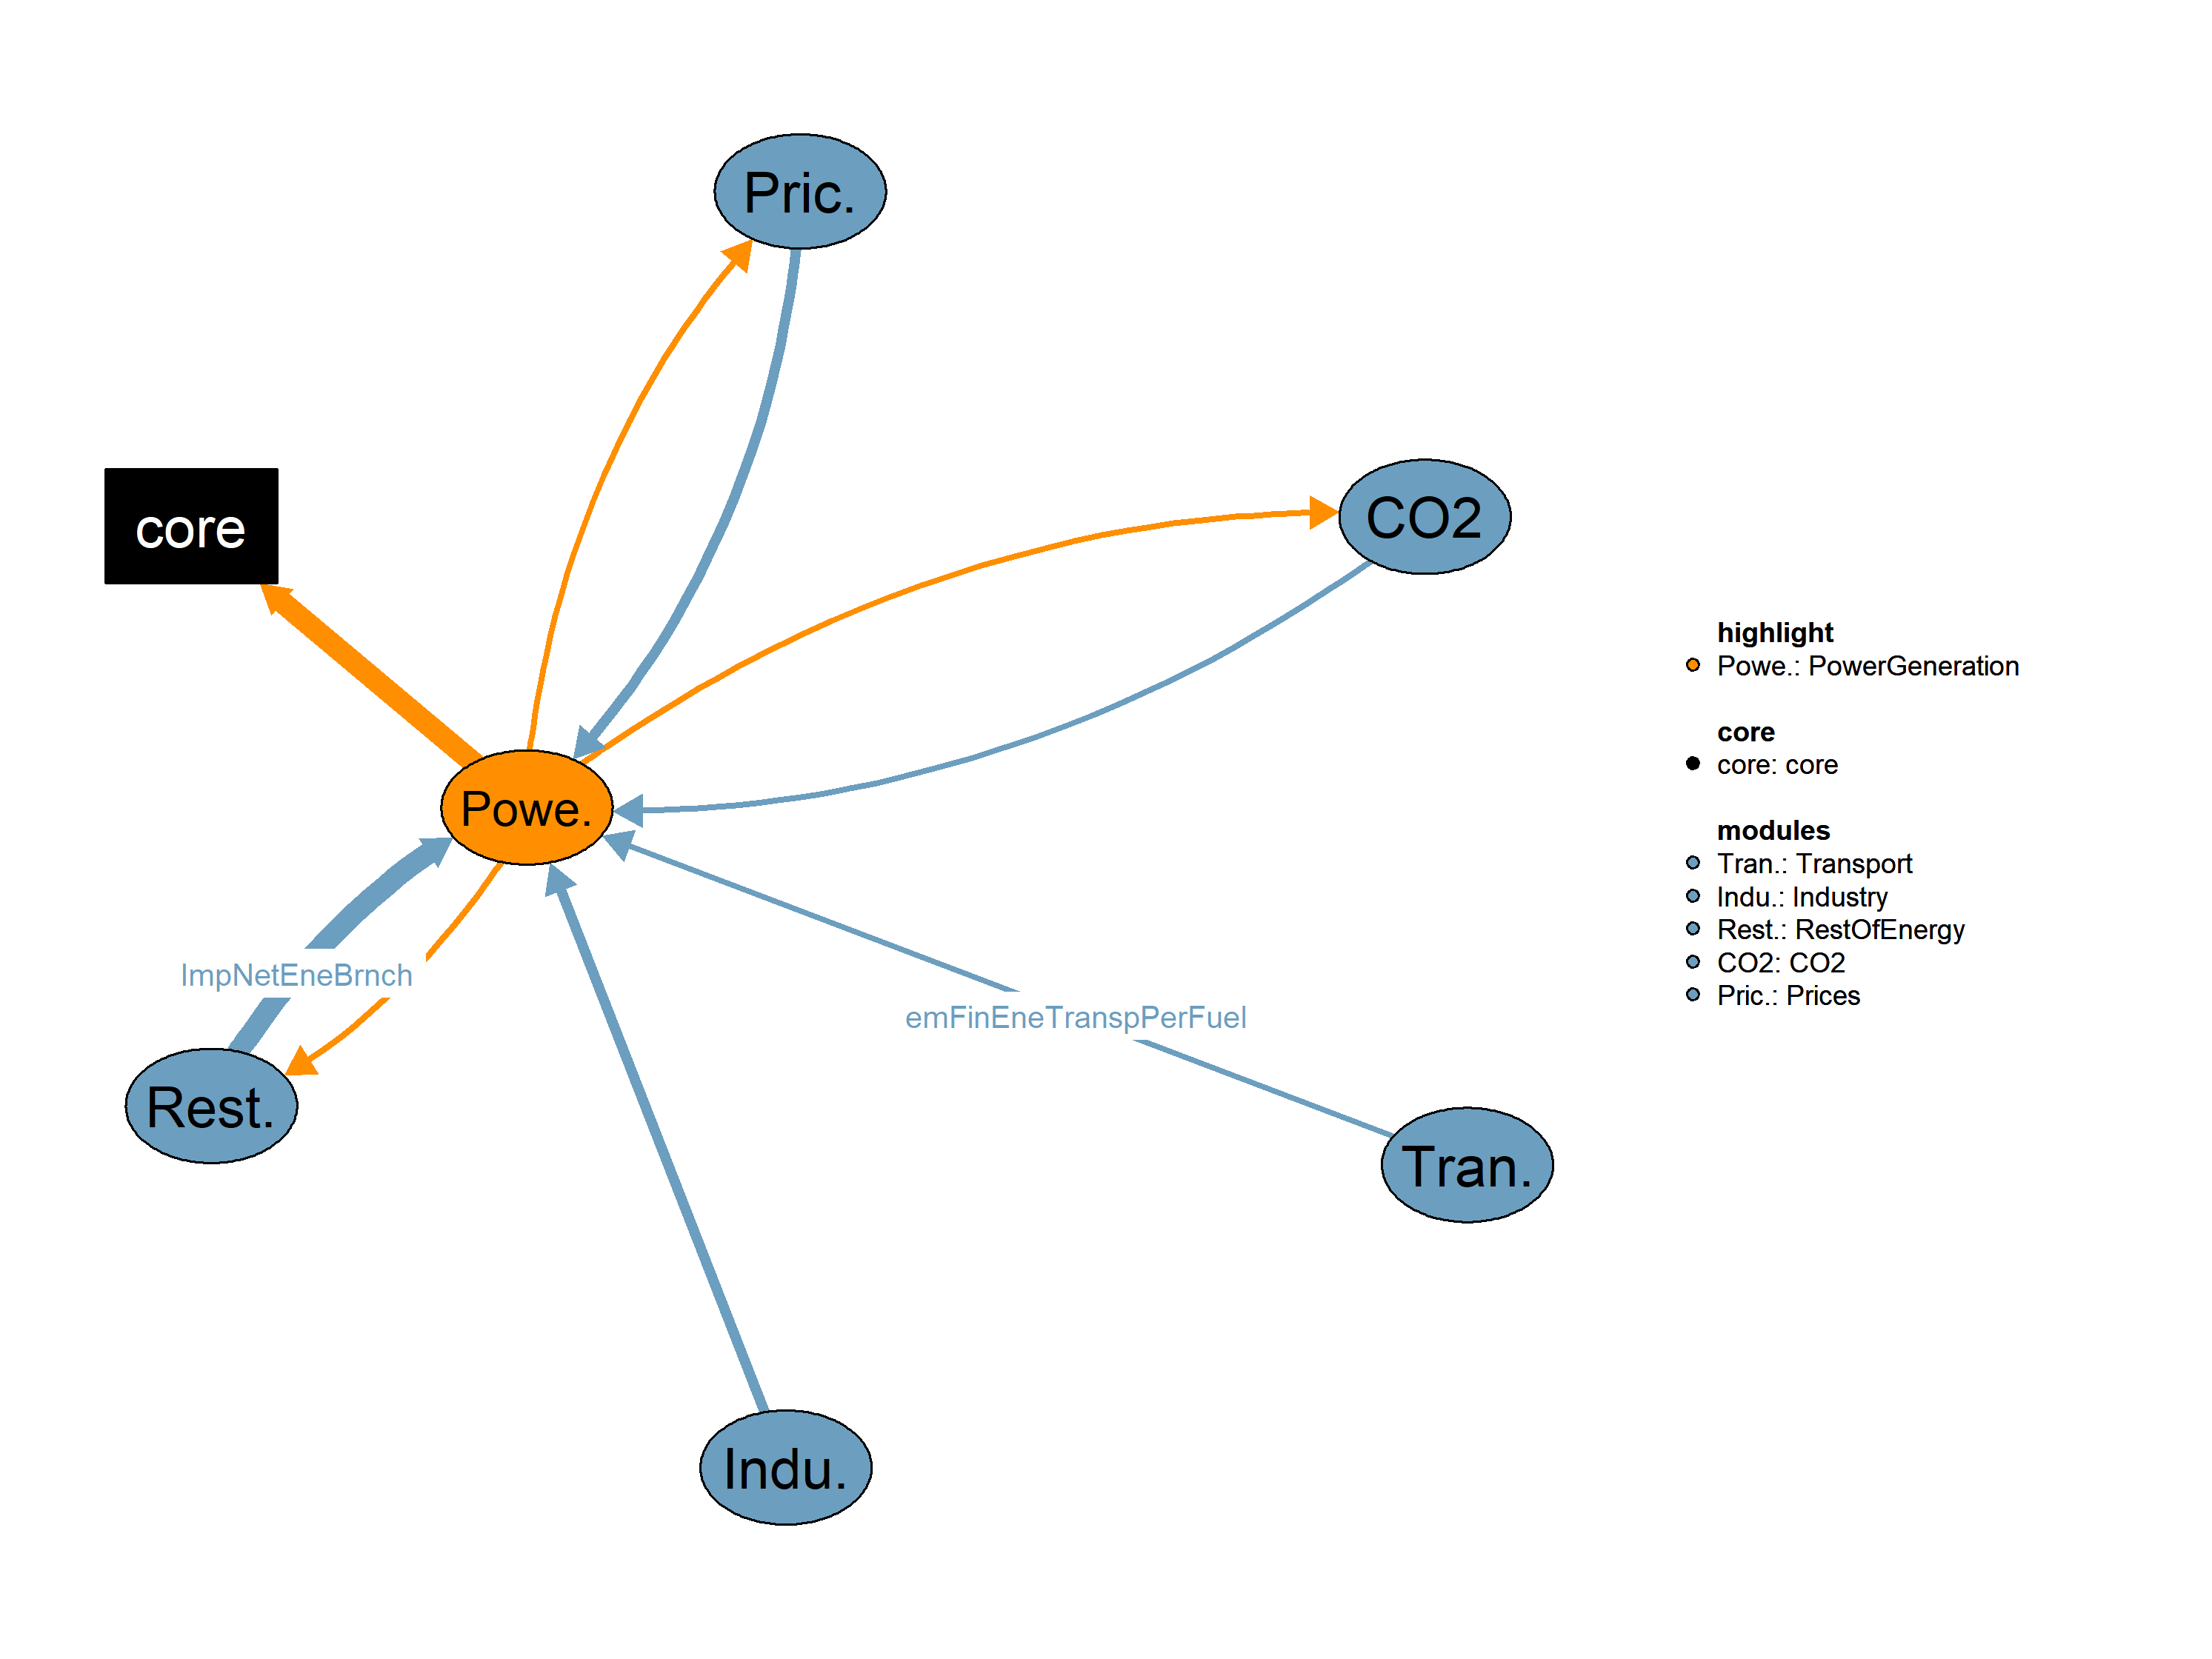 Pric.
CO2
core
Powe.
ImpNetEneBrnch
emFinEneTranspPerFuel
Rest.
Tran.
Indu.
highlight
Powe.: PowerGeneration
core
core: core
modules
Tran.: Transport
Indu.: Industry
Rest.: RestOfEnergy
CO2: CO2
Pric.: Prices